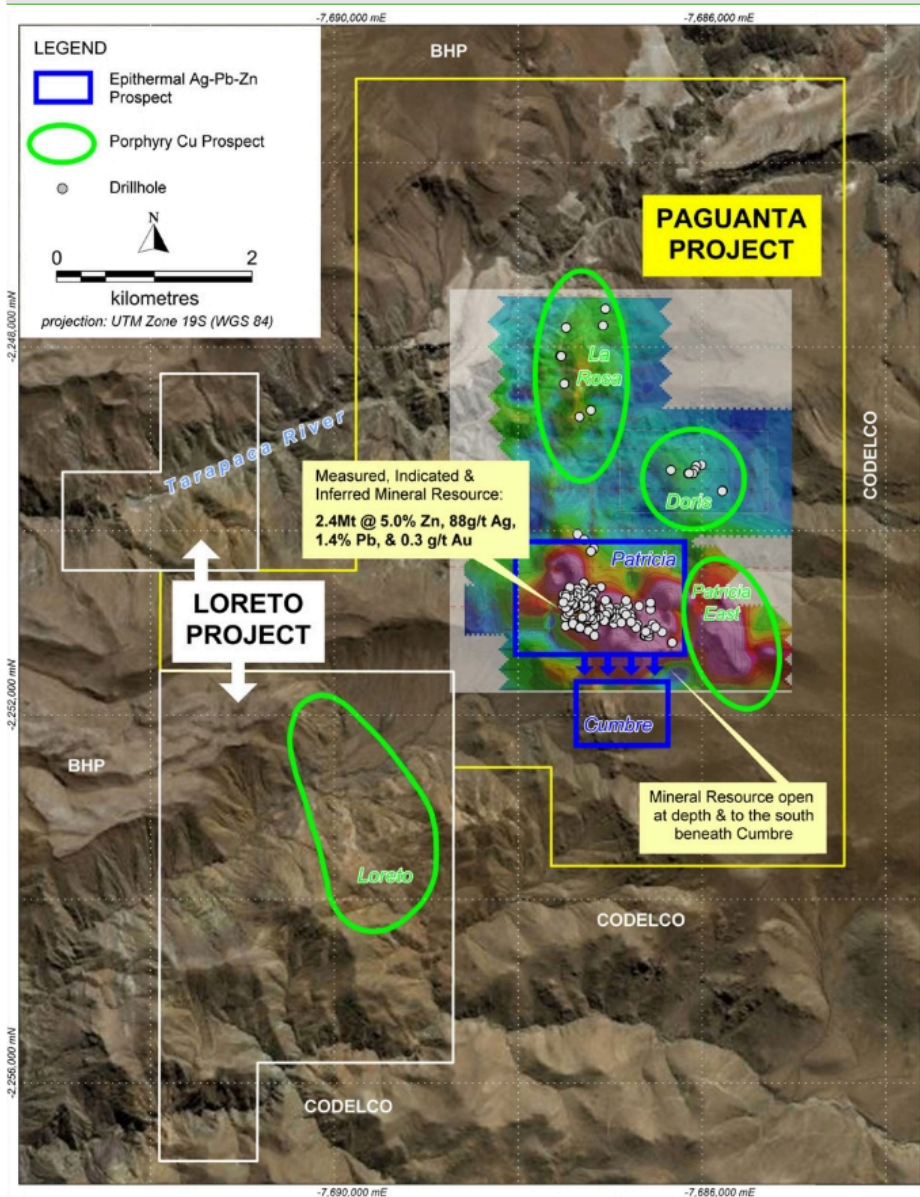 -7,690,000 mE
-7,686,000 mE
LEGEND
Epithermal Ag-Pb-Zn
Prospect
Porphyry Cu Prospect
Drillhole
N
0 2
kilometres
projection: UTM Zone 19S (WGS 84)
BHP
PAGUANTA
PROJECT
-2,248,000 mN
La
Rosa
Tarapaca River
CODELCO
Measured, Indicated &
Inferred Mineral Resource:
2.4Mt @ 5.0% Zn, 88g/t Ag,
1.4% Pb, & 0.3 g/t Au
Doris
Patricia
Patricia
East
LORETO
PROJECT
-2,252,000 mN
Cumbre
BHP
Mineral Resource open
at depth & to the south
beneath Cumbre
Loreto
CODELCO
-2,256,000 mN
CODELCO
-7,690,000 mE
-7,686,000 mE